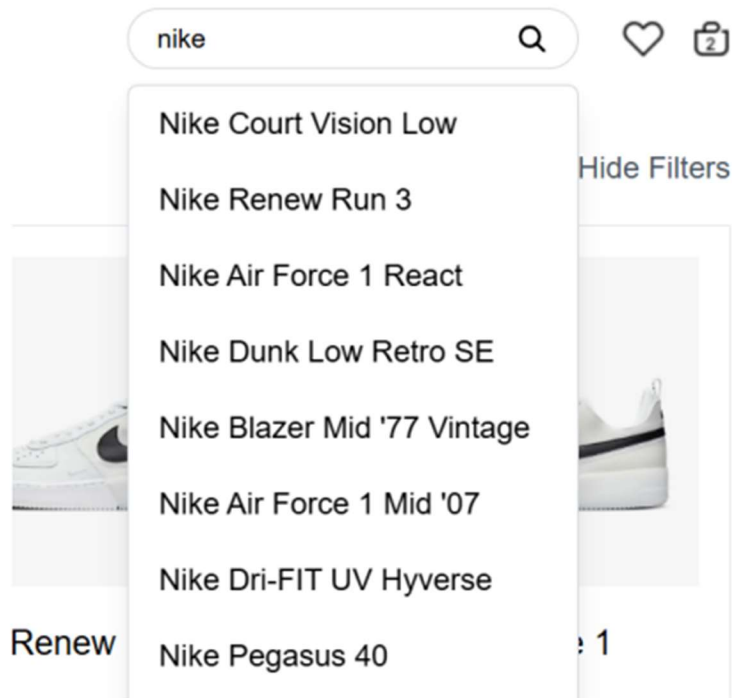 nike
2
Nike Court Vision Low
Hide Filters
Nike Renew Run 3
Nike Air Force 1 React
Nike Dunk Low Retro SE
Nike Blazer Mid '77 Vintage
Nike Air Force 1 Mid '07
Nike Dri-FIT UV Hyverse
Renew
1
Nike Pegasus 40